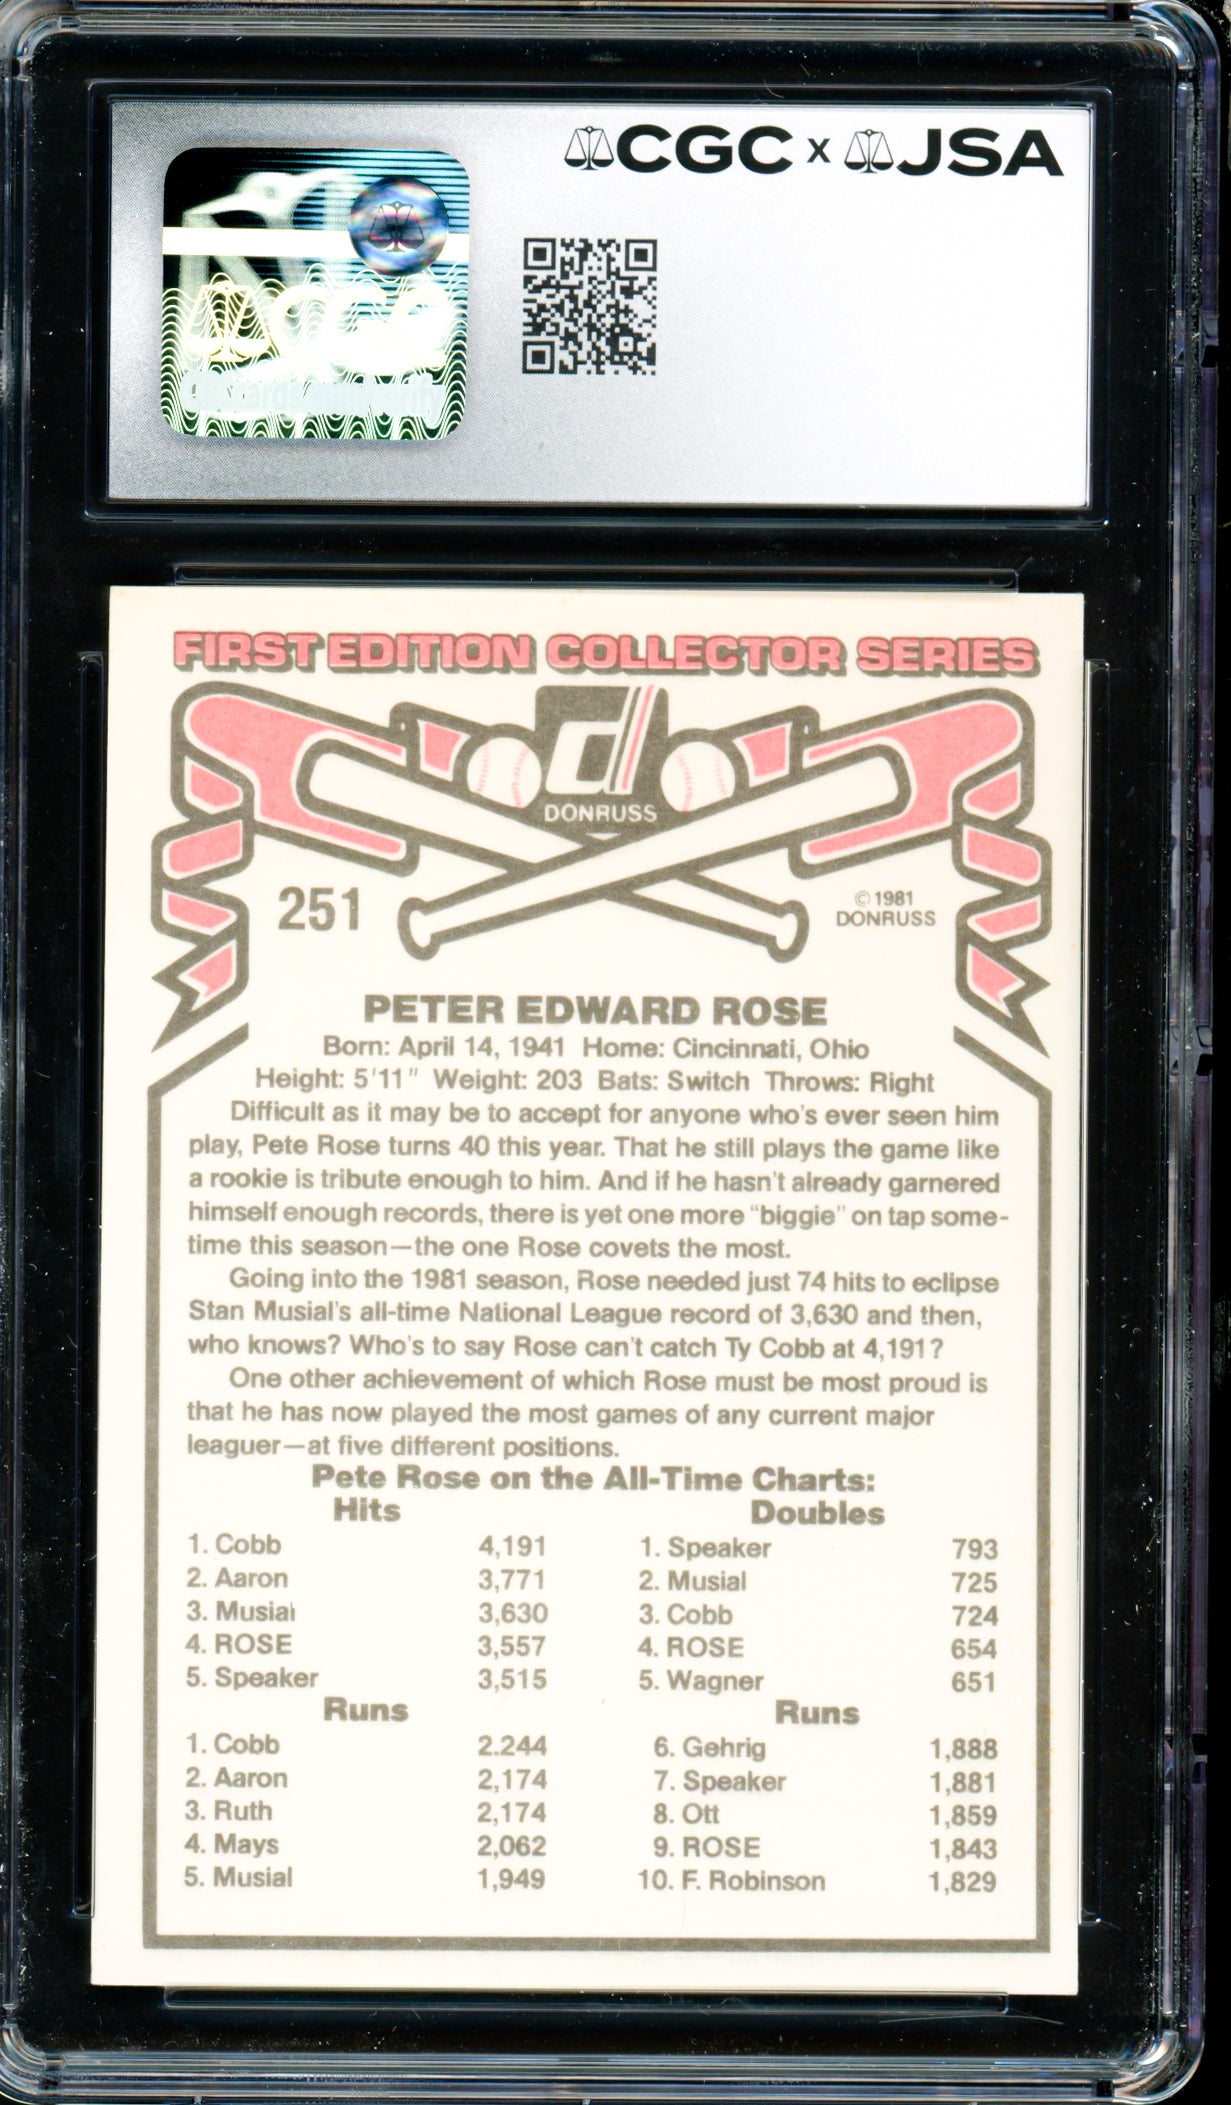 CGC x JSA
FIRST EDITION COLLECTOR SERIES
d
DONRUSS
251
© 1981
DONRUSS
PETER EDWARD ROSE
Born: April 14, 1941 Home: Cincinnati, Ohio
Height: 5'11" Weight: 203 Bats: Switch Throws: Right
Difficult as it may be to accept for anyone who's ever seen him
play, Pete Rose turns 40 this year. That he still plays the game like
a rookie is tribute enough to him. And if he hasn't already garnered
himself enough records, there is yet one more "biggie" on tap some-
time this season—the one Rose covets the most.
Going into the 1981 season, Rose needed just 74 hits to eclipse
Stan Musial's all-time National League record of 3,630 and then,
who knows? Who's to say Rose can't catch Ty Cobb at 4,191?
One other achievement of which Rose must be most proud is
that he has now played the most games of any current major
leaguer—at five different positions.
Pete Rose on the All-Time Charts:
Hits
1. Cobb 4,191
2. Aaron 3,771
3. Musial 3,630
4. ROSE 3,557
5. Speaker 3,515
Doubles
1. Speaker 793
2. Musial 725
3. Cobb 724
4. ROSE 654
5. Wagner 651
Runs
1. Cobb 2.244
2. Aaron 2,174
3. Ruth 2,174
4. Mays 2,062
5. Musial 1,949
Runs
6. Gehrig 1,888
7. Speaker 1,881
8. Ott 1,859
9. ROSE 1,843
10. F. Robinson 1,829